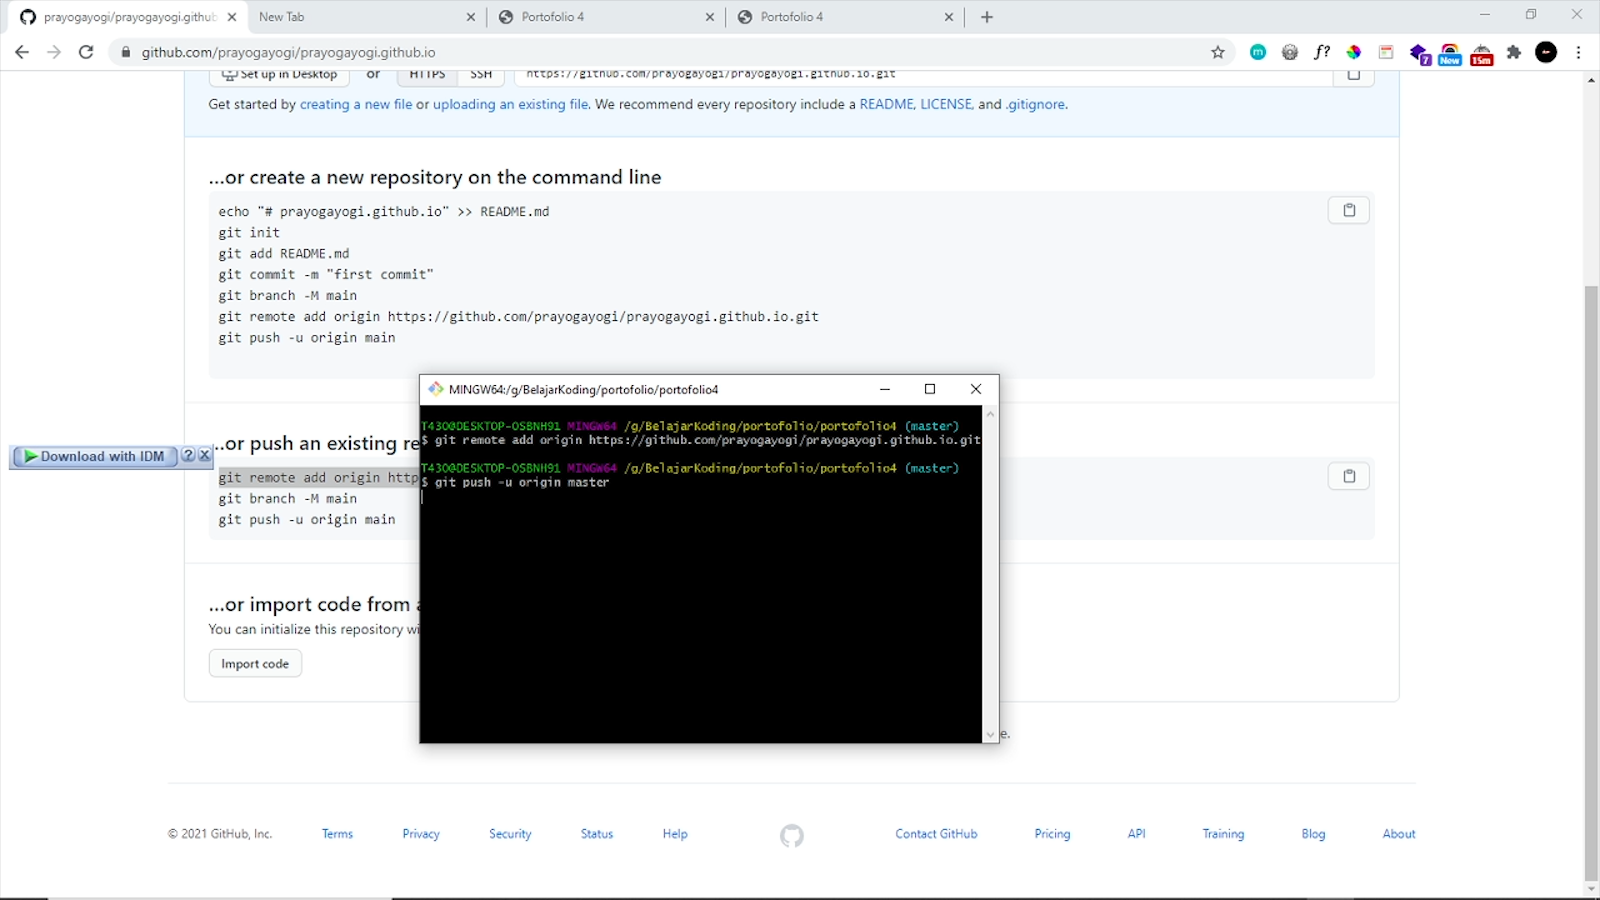 prayogayogi/prayogayogi.github
New Tab
Portofolio 4
Portofolio 4
github.com/prayogayogi/prayogayogi.github.io
f?
m
7
New
15m
Set up in Desktop or HTTPS SSH https://github.com/prayogayogi/prayogayogi.github.io.git
Get started by creating a new file or uploading an existing file. We recommend every repository include a README, LICENSE, and .gitignore.
...or create a new repository on the command line
echo "# prayogayogi.github.io" >> README.md
git init
git add README.md
git commit -m "first commit"
git branch -M main
git remote add origin https://github.com/prayogayogi/prayogayogi.github.io.git
git push -u origin main
MINGW64:/g/BelajarKoding/portofolio/portofolio4
T430@DESKTOP-OSBNH91 MINGW64 /g/BelajarKoding/portofolio/portofolio4 (master)
$ git remote add origin https://github.com/prayogayogi/prayogayogi.github.io.git
T430@DESKTOP-OSBNH91 MINGW64 /g/BelajarKoding/portofolio/portofolio4 (master)
$ git push -u origin master
...or push an existing re
Download with IDM ? X
git remote add origin http
git branch -M main
git push -u origin main
...or import code from a
You can initialize this repository wi
e.
Import code
© 2021 GitHub, Inc. Terms Privacy Security Status Help Contact GitHub Pricing API Training Blog About